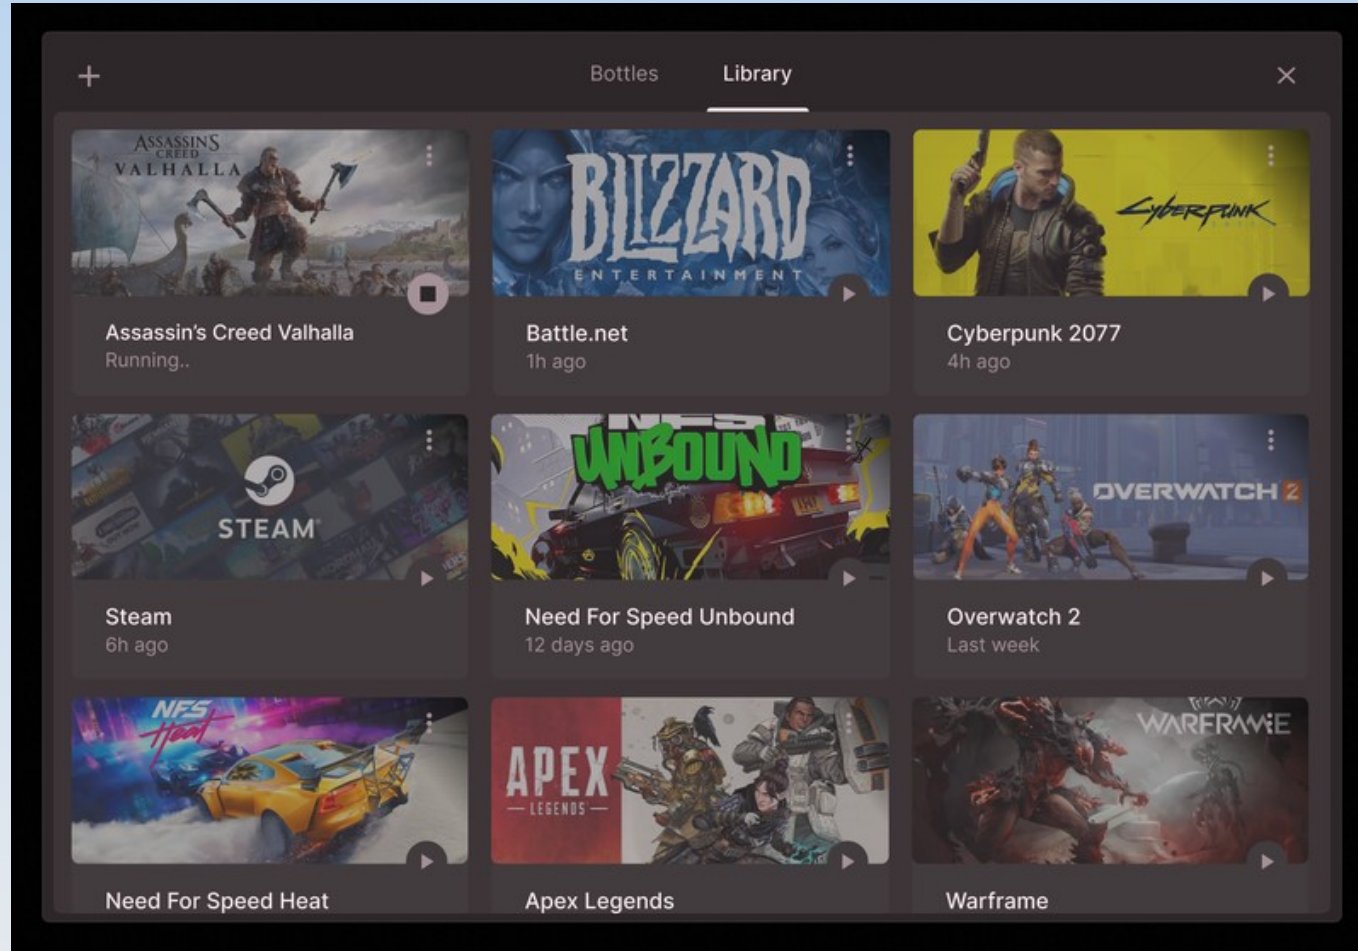 Bottles Library
ASSASSIN'S
CREED
VALHALLA
BLIZZARD
ENTERTAINMENT
CYBERPUNK
Assassin's Creed Valhalla
Running..
Battle.net
1h ago
Cyberpunk 2077
4h ago
STEAM
NFS
UNBOUND
OVERWATCH 2
Steam
6h ago
Need For Speed Unbound
12 days ago
Overwatch 2
Last week
NFS
Heat
APEX
LEGENDS
WARFRAME
Need For Speed Heat
Apex Legends
Warframe